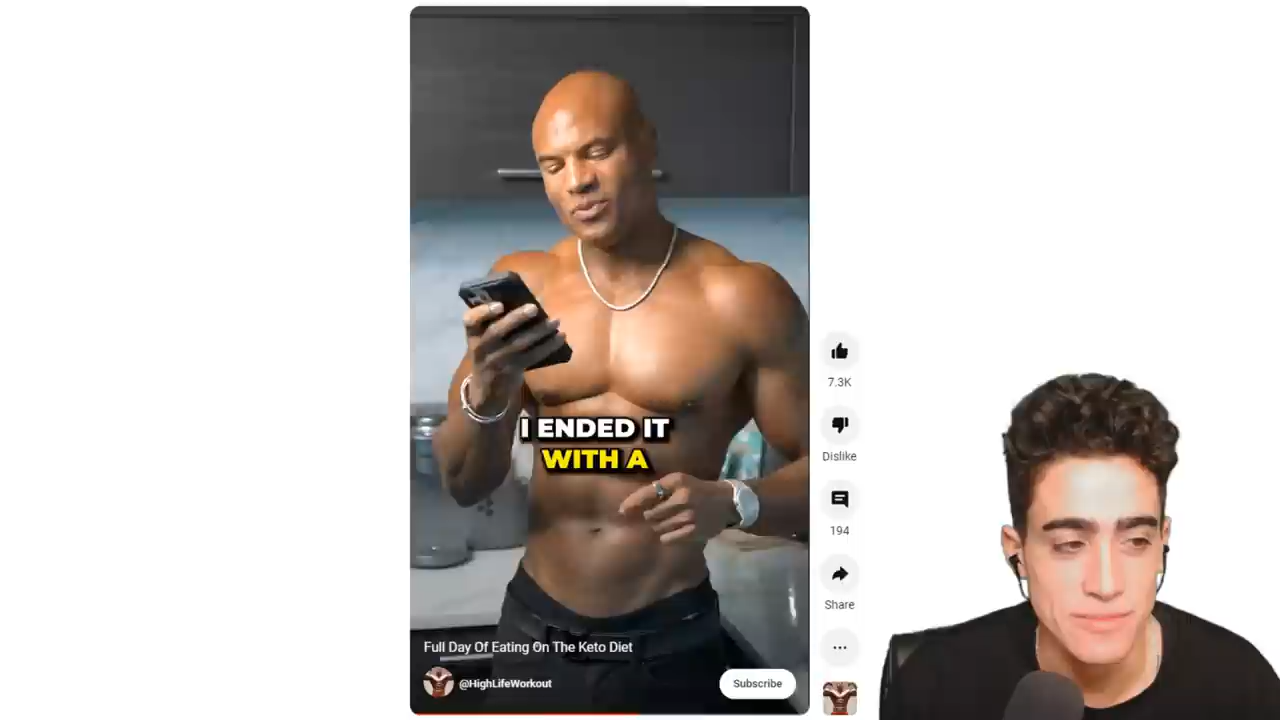 I ENDED IT
WITH A
7.3K
Dislike
194
Share
Full Day Of Eating On The Keto Diet
@HighLifeWorkout
Subscribe